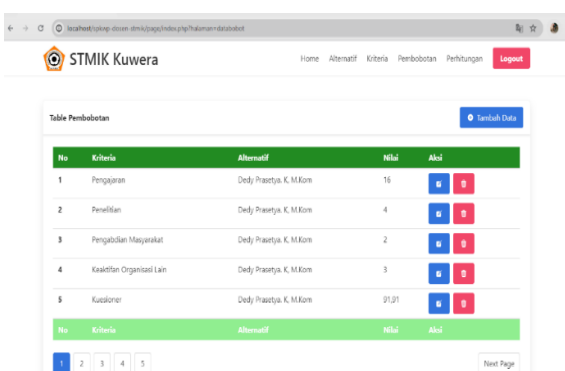 localhost/spkwp-dosen-stmik/page/index.php?halaman=databobot
STMIK Kuwera
Home Alternatif Kriteria Pembobotan Perhitungan Logout
Table Pembobotan
Tambah Data
No Kriteria Alternatif Nilai Aksi
1 Pengajaran Dedy Prasetya. K, M.Kom 16
2 Penelitian Dedy Prasetya. K, M.Kom 4
3 Pengabdian Masyarakat Dedy Prasetya. K, M.Kom 2
4 Keaktifan Organisasi Lain Dedy Prasetya. K, M.Kom 3
5 Kuesioner Dedy Prasetya. K, M.Kom 91,91
No Kriteria Alternatif Nilai Aksi
1 2 3 4 5 Next Page